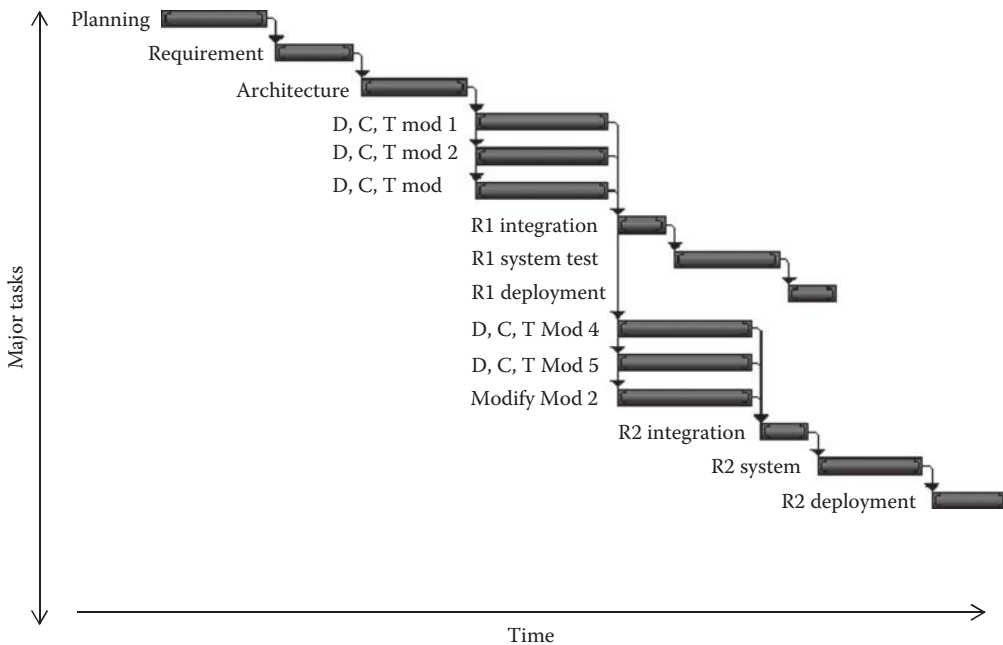 Planning
Requirement
Architecture
D, C, T mod 1
D, C, T mod 2
D, C, T mod
R1 integration
R1 system test
R1 deployment
D, C, T Mod 4
D, C, T Mod 5
Modify Mod 2
R2 integration
R2 system
R2 deployment
Major tasks
Time